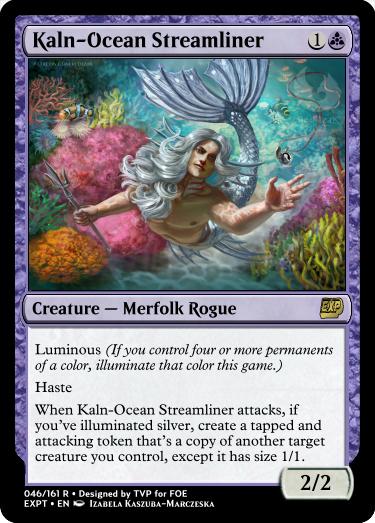 Kaln-Ocean Streamliner 1
Creature — Merfolk Rogue
EXP
Luminous (If you control four or more permanents
of a color, illuminate that color this game.)
Haste
When Kaln-Ocean Streamliner attacks, if
you've illuminated silver, create a tapped and
attacking token that's a copy of another target
creature you control, except it has size 1/1.
2/2
046/161 R • Designed by TVP for FOE
EXPT • EN Izabela Kaszuba-Marczeska